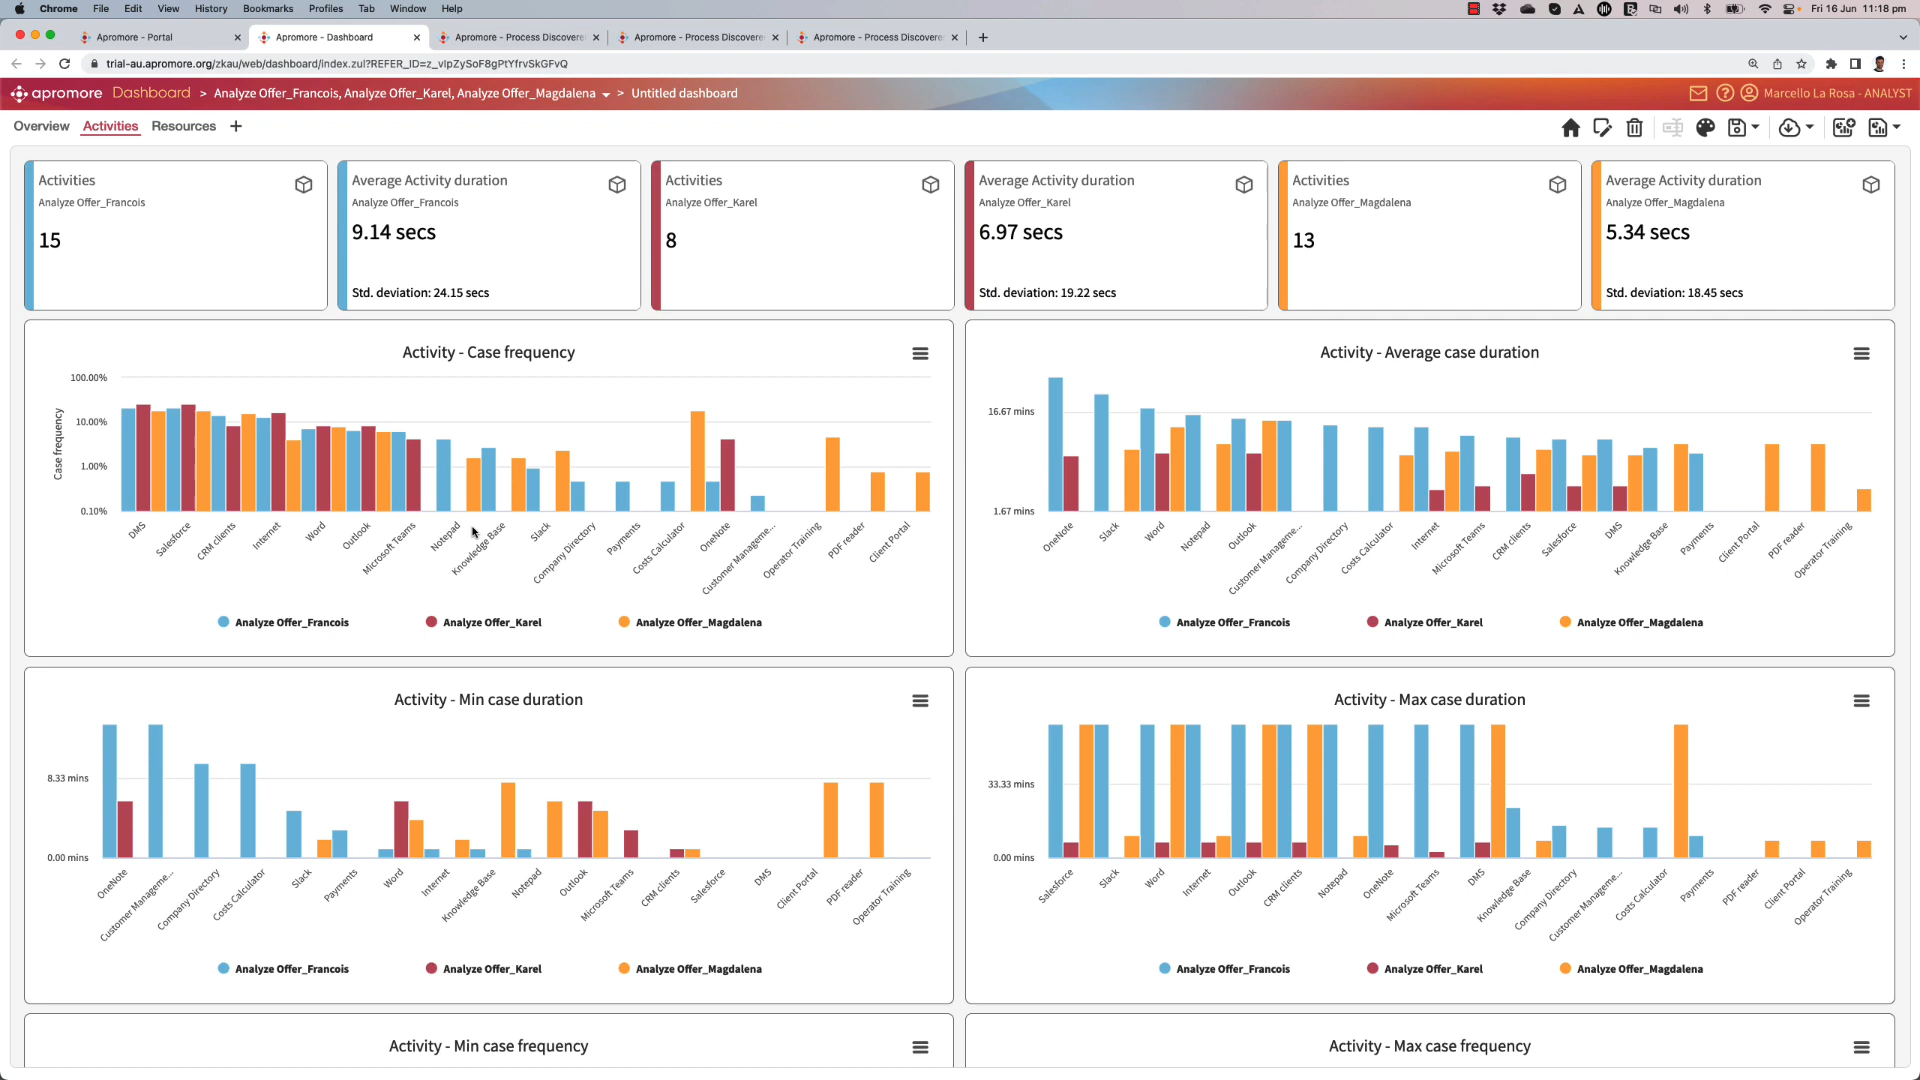 Chrome File Edit View History Bookmarks Profiles Tab Window Help Fri 16 Jun 11:18 pm
Apromore - Portal Apromore - Dashboard Apromore - Process Discovere Apromore - Process Discovere Apromore - Process Discovere
trial-au.apromore.org/zkau/web/dashboard/index.zul?REFER_ID=z_vlpZySoF8gPtYfrvSkGFvQ
apromore Dashboard > Analyze Offer_Francois, Analyze Offer_Karel, Analyze Offer_Magdalena > Untitled dashboard Marcello La Rosa - ANALYST
Overview Activities Resources +
Activities
Analyze Offer_Francois
15
Average Activity duration
Analyze Offer_Francois
9.14 secs
Std. deviation: 24.15 secs
Activities
Analyze Offer_Karel
8
Average Activity duration
Analyze Offer_Karel
6.97 secs
Std. deviation: 19.22 secs
Activities
Analyze Offer_Magdalena
13
Average Activity duration
Analyze Offer_Magdalena
5.34 secs
Std. deviation: 18.45 secs
Activity - Case frequency
Case frequency
100.00%
10.00%
1.00%
0.10%
DMS Salesforce CRM clients Internet Word Outlook Microsoft Teams Notepad Knowledge Base Slack Company Directory Payments Costs Calculator OneNote Customer Manageme... Operator Training PDF reader Client Portal
Analyze Offer_Francois Analyze Offer_Karel Analyze Offer_Magdalena
Activity - Average case duration
16.67 mins
1.67 mins
OneNote Slack Word Notepad Outlook Customer Manageme... Company Directory Costs Calculator Internet Microsoft Teams CRM clients Salesforce DMS Knowledge Base Payments Client Portal PDF reader Operator Training
Analyze Offer_Francois Analyze Offer_Karel Analyze Offer_Magdalena
Activity - Min case duration
8.33 mins
0.00 mins
OneNote Customer Manageme... Company Directory Costs Calculator Slack Payments Word Internet Knowledge Base Notepad Outlook Microsoft Teams CRM clients Salesforce DMS Client Portal PDF reader Operator Training
Analyze Offer_Francois Analyze Offer_Karel Analyze Offer_Magdalena
Activity - Max case duration
33.33 mins
0.00 mins
Salesforce Slack Word Internet Outlook CRM clients Notepad OneNote Microsoft Teams DMS Knowledge Base Company Directory Customer Manageme... Costs Calculator Payments PDF reader Client Portal Operator Training
Analyze Offer_Francois Analyze Offer_Karel Analyze Offer_Magdalena
Activity - Min case frequency
Activity - Max case frequency